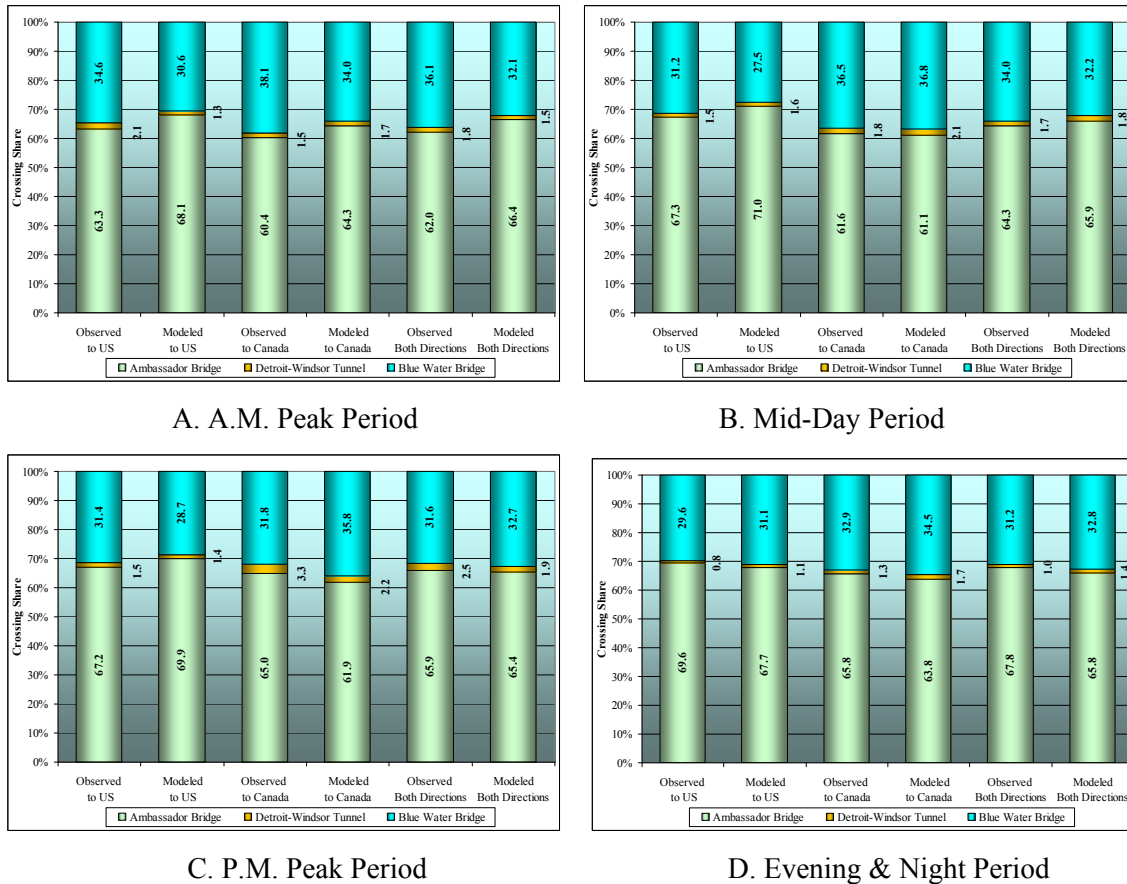 100%
90%
80%
70%
60%
50%
40%
30%
20%
10%
0%
Crossing Share
34.6 30.6 38.1 34.0 36.1 32.1
2.1 1.3 1.5 1.7 1.8 1.5
63.3 68.1 60.4 64.3 62.0 66.4
Observed Modeled Observed Modeled Observed Modeled
to US to US to Canada to Canada Both Directions Both Directions
Ambassador Bridge Detroit-Windsor Tunnel Blue Water Bridge
A. A.M. Peak Period
100%
90%
80%
70%
60%
50%
40%
30%
20%
10%
0%
Crossing Share
31.2 27.5 36.5 36.8 34.0 32.2
1.5 1.6 1.8 2.1 1.7 1.8
67.3 71.0 61.6 61.1 64.3 65.9
Observed Modeled Observed Modeled Observed Modeled
to US to US to Canada to Canada Both Directions Both Directions
Ambassador Bridge Detroit-Windsor Tunnel Blue Water Bridge
B. Mid-Day Period
100%
90%
80%
70%
60%
50%
40%
30%
20%
10%
0%
Crossing Share
31.4 28.7 31.8 35.8 31.6 32.7
1.5 1.4 3.3 2.2 2.5 1.9
67.2 69.9 65.0 61.9 65.9 65.4
Observed Modeled Observed Modeled Observed Modeled
to US to US to Canada to Canada Both Directions Both Directions
Ambassador Bridge Detroit-Windsor Tunnel Blue Water Bridge
C. P.M. Peak Period
100%
90%
80%
70%
60%
50%
40%
30%
20%
10%
0%
Crossing Share
29.6 31.1 32.9 34.5 31.2 32.8
0.8 1.1 1.3 1.7 1.0 1.4
69.6 67.7 65.8 63.8 67.8 65.8
Observed Modeled Observed Modeled Observed Modeled
to US to US to Canada to Canada Both Directions Both Directions
Ambassador Bridge Detroit-Windsor Tunnel Blue Water Bridge
D. Evening & Night Period